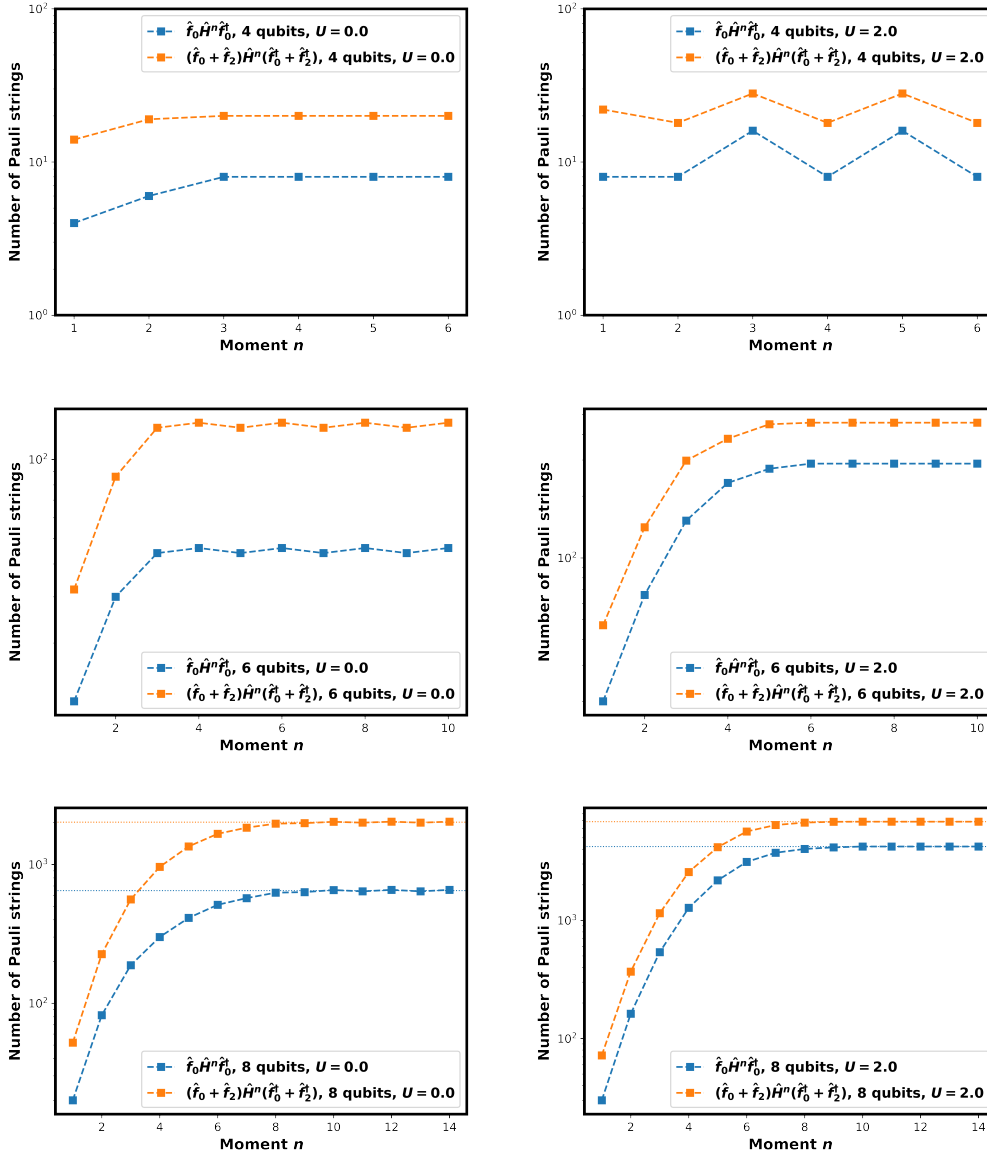 10²
10¹
10⁰
Number of Pauli strings
f̂₀Ĥⁿf̂₀†, 4 qubits, U = 0.0
(f̂₀ + f̂₂)Ĥⁿ(f̂₀† + f̂₂†), 4 qubits, U = 0.0
1 2 3 4 5 6
Moment n
10²
10¹
10⁰
Number of Pauli strings
f̂₀Ĥⁿf̂₀†, 4 qubits, U = 2.0
(f̂₀ + f̂₂)Ĥⁿ(f̂₀† + f̂₂†), 4 qubits, U = 2.0
1 2 3 4 5 6
Moment n
10²
Number of Pauli strings
f̂₀Ĥⁿf̂₀†, 6 qubits, U = 0.0
(f̂₀ + f̂₂)Ĥⁿ(f̂₀† + f̂₂†), 6 qubits, U = 0.0
2 4 6 8 10
Moment n
10²
Number of Pauli strings
f̂₀Ĥⁿf̂₀†, 6 qubits, U = 2.0
(f̂₀ + f̂₂)Ĥⁿ(f̂₀† + f̂₂†), 6 qubits, U = 2.0
2 4 6 8 10
Moment n
10³
10²
Number of Pauli strings
f̂₀Ĥⁿf̂₀†, 8 qubits, U = 0.0
(f̂₀ + f̂₂)Ĥⁿ(f̂₀† + f̂₂†), 8 qubits, U = 0.0
2 4 6 8 10 12 14
Moment n
10³
10²
Number of Pauli strings
f̂₀Ĥⁿf̂₀†, 8 qubits, U = 2.0
(f̂₀ + f̂₂)Ĥⁿ(f̂₀† + f̂₂†), 8 qubits, U = 2.0
2 4 6 8 10 12 14
Moment n